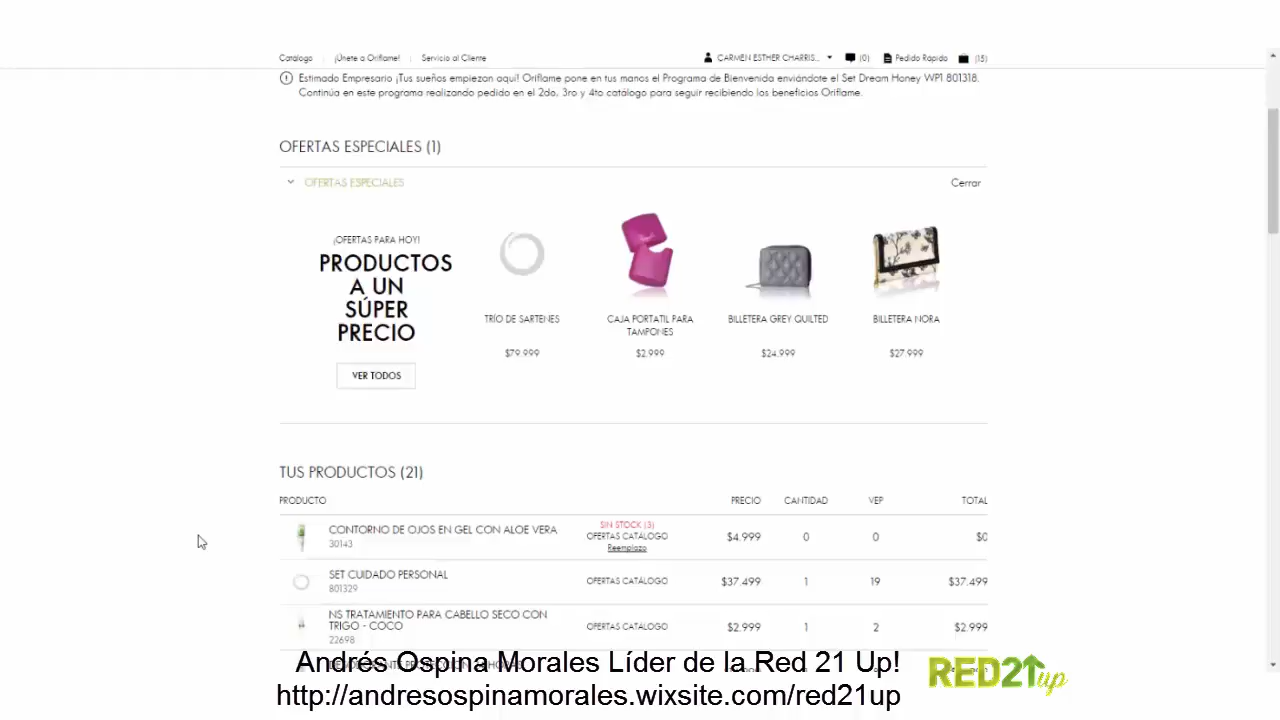 Catálogo
¡Únete a Oriflame!
Servicio al Cliente
CARMEN ESTHER CHARRIS...
(0)
Pedido Rápido
(15)
Estimado Empresario ¡Tus sueños empiezan aquí! Oriflame pone en tus manos el Programa de Bienvenida enviándote el Set Dream Honey WP1 801318.
Continúa en este programa realizando pedido en el 2do, 3ro y 4to catálogo para seguir recibiendo los beneficios Oriflame.
OFERTAS ESPECIALES (1)
OFERTAS ESPECIALES
Cerrar
¡OFERTAS PARA HOY!
PRODUCTOS
A UN
SÚPER
PRECIO
VER TODOS
TRÍO DE SARTENES
$79.999
CAJA PORTATIL PARA
TAMPONES
$2.999
BILLETERA GREY QUILTED
$24.999
BILLETERA NORA
$27.999
TUS PRODUCTOS (21)
PRODUCTO PRECIO CANTIDAD VEP TOTAL
CONTORNO DE OJOS EN GEL CON ALOE VERA
30143
SIN STOCK (3)
OFERTAS CATÁLOGO
Reemplazo
$4.999 0 0 $0
SET CUIDADO PERSONAL
801329
OFERTAS CATÁLOGO $37.499 1 19 $37.499
NS TRATAMIENTO PARA CABELLO SECO CON
TRIGO - COCO
22698
OFERTAS CATÁLOGO $2.999 1 2 $2.999
Andrés Ospina Morales Líder de la Red 21 Up!
http://andresospinamorales.wixsite.com/red21up
RED21up